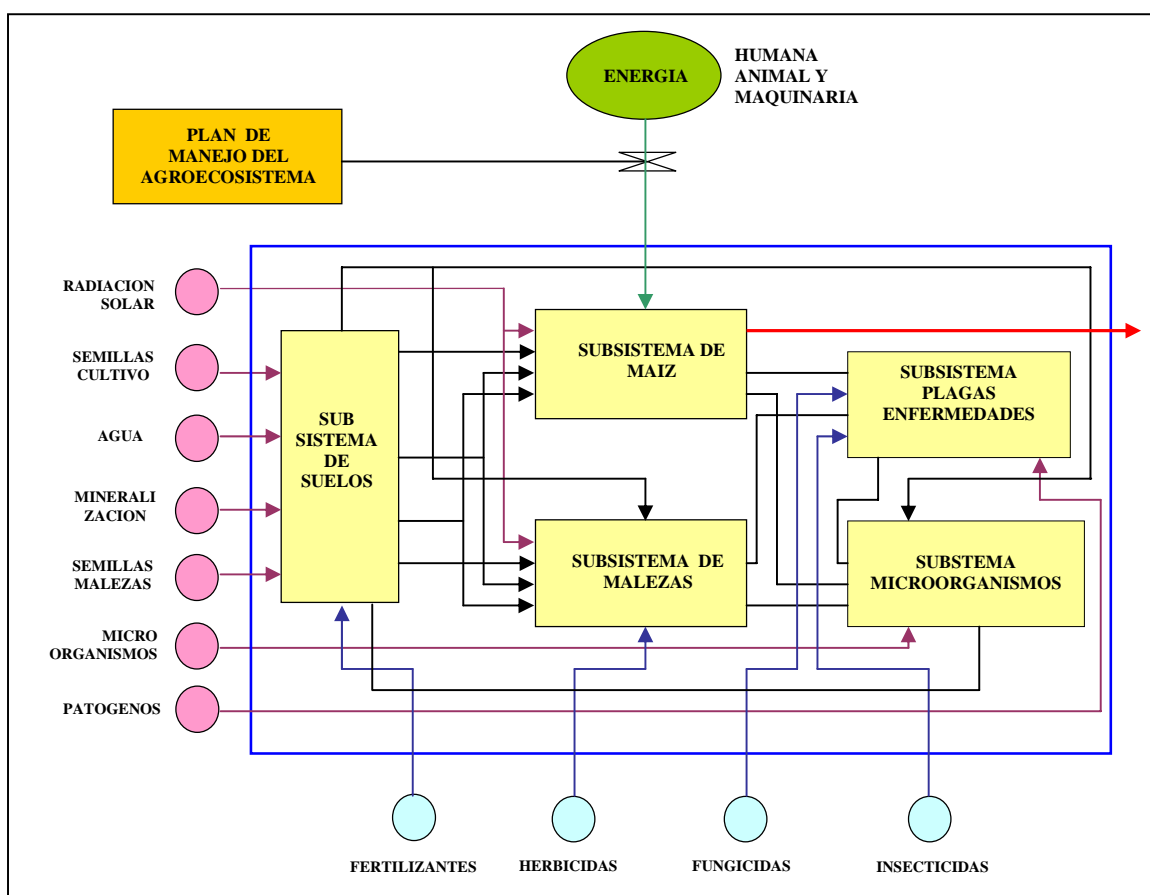 ENERGIA
HUMANA
ANIMAL Y
MAQUINARIA
PLAN DE
MANEJO DEL
AGROECOSISTEMA
RADIACION
SOLAR
SEMILLAS
CULTIVO
AGUA
MINERALI
ZACION
SEMILLAS
MALEZAS
MICRO
ORGANISMOS
PATOGENOS
SUB
SISTEMA
DE
SUELOS
SUBSISTEMA DE
MAIZ
SUBSISTEMA
PLAGAS
ENFERMEDADES
SUBSISTEMA DE
MALEZAS
SUBSTEMA
MICROORGANISMOS
FERTILIZANTES
HERBICIDAS
FUNGICIDAS
INSECTICIDAS